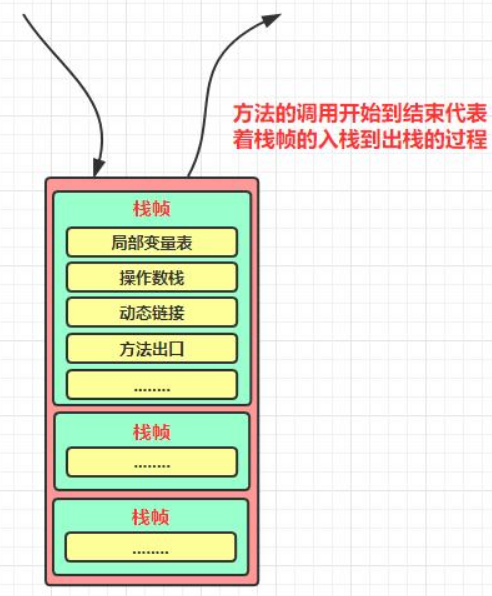 方法的调用开始到结束代表
着栈帧的入栈到出栈的过程
栈帧
局部变量表
操作数栈
动态链接
方法出口
........
栈帧
........
栈帧
........